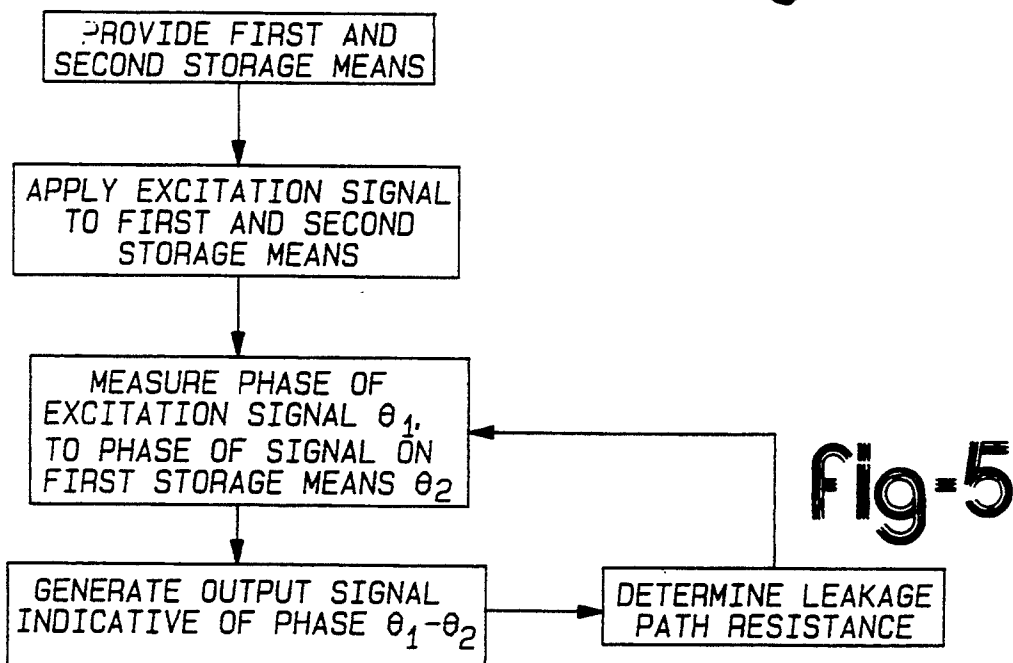 PROVIDE FIRST AND
SECOND STORAGE MEANS
APPLY EXCITATION SIGNAL
TO FIRST AND SECOND
STORAGE MEANS
MEASURE PHASE OF
EXCITATION SIGNAL θ1,
TO PHASE OF SIGNAL ON
FIRST STORAGE MEANS θ2
GENERATE OUTPUT SIGNAL
INDICATIVE OF PHASE θ1-θ2
DETERMINE LEAKAGE
PATH RESISTANCE
fig-5